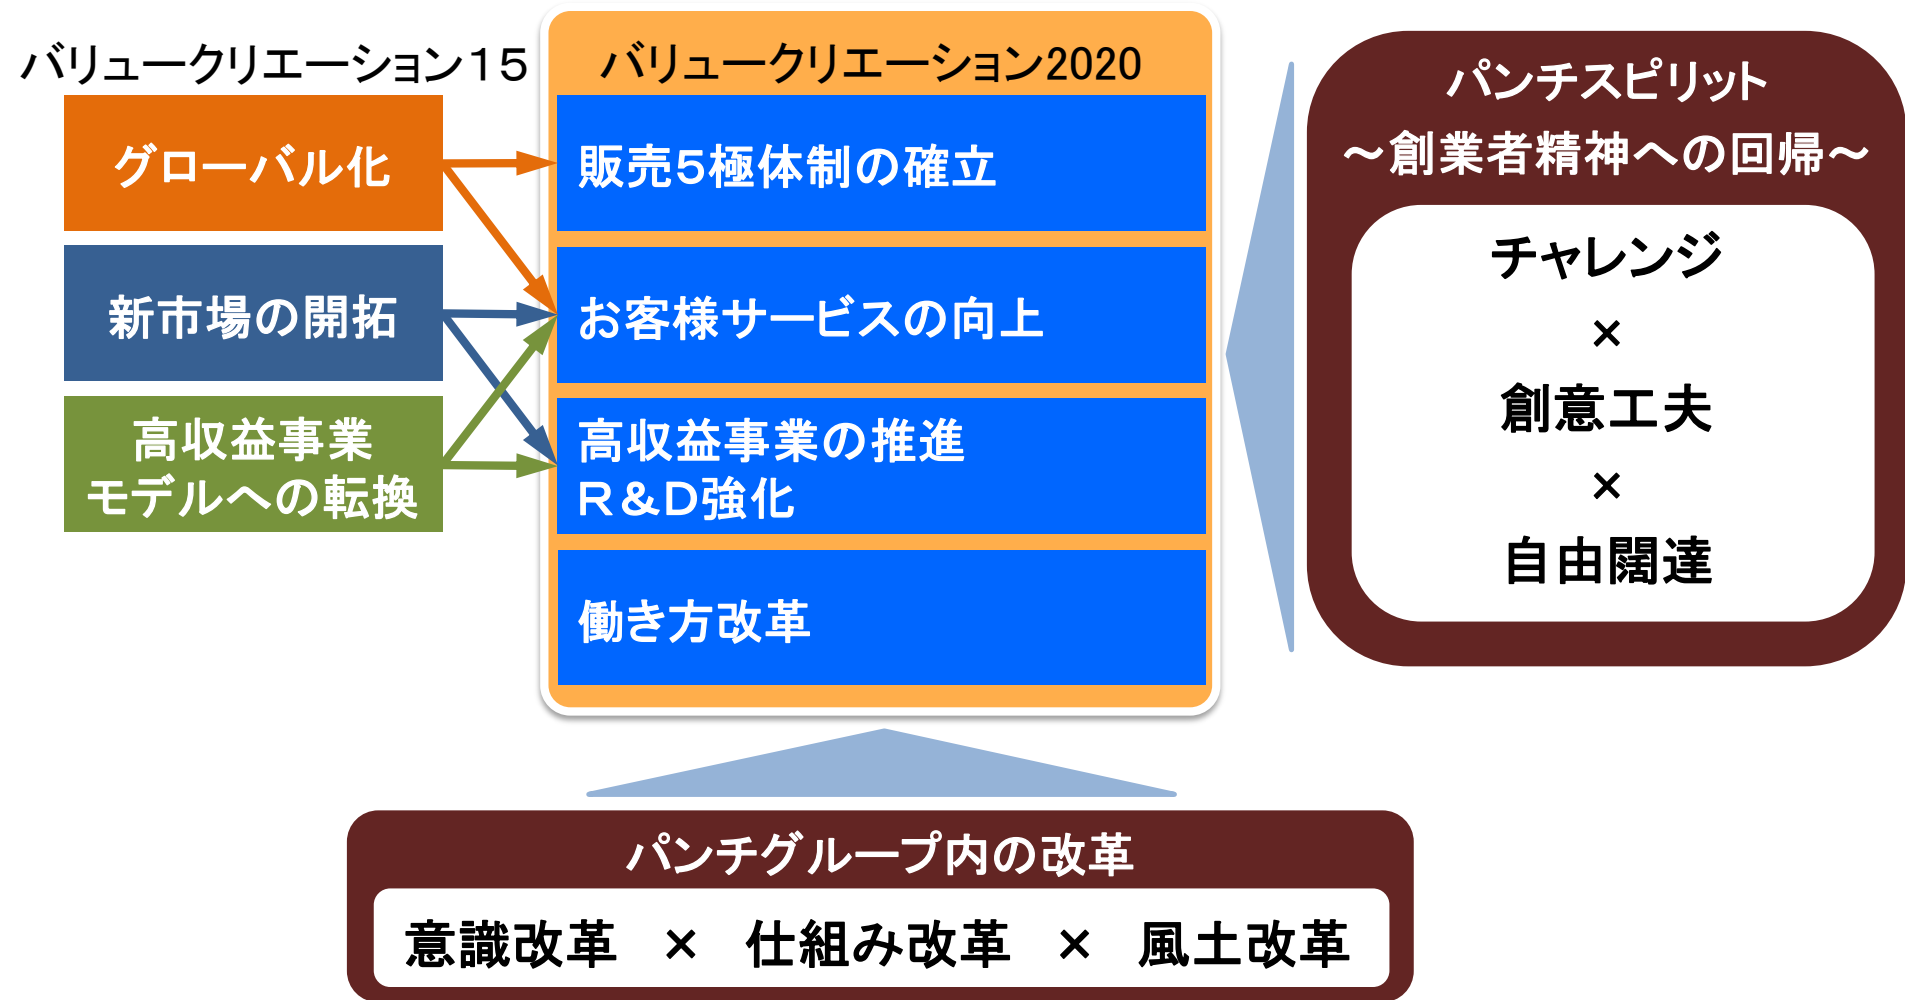 バリュークリエーション１５
グローバル化
新市場の開拓
高収益事業
モデルへの転換
バリュークリエーション2020
販売５極体制の確立
お客様サービスの向上
高収益事業の推進
Ｒ＆Ｄ強化
働き方改革
パンチスピリット
～創業者精神への回帰～
チャレンジ
×
創意工夫
×
自由闊達
パンチグループ内の改革
意識改革　×　仕組み改革　×　風土改革